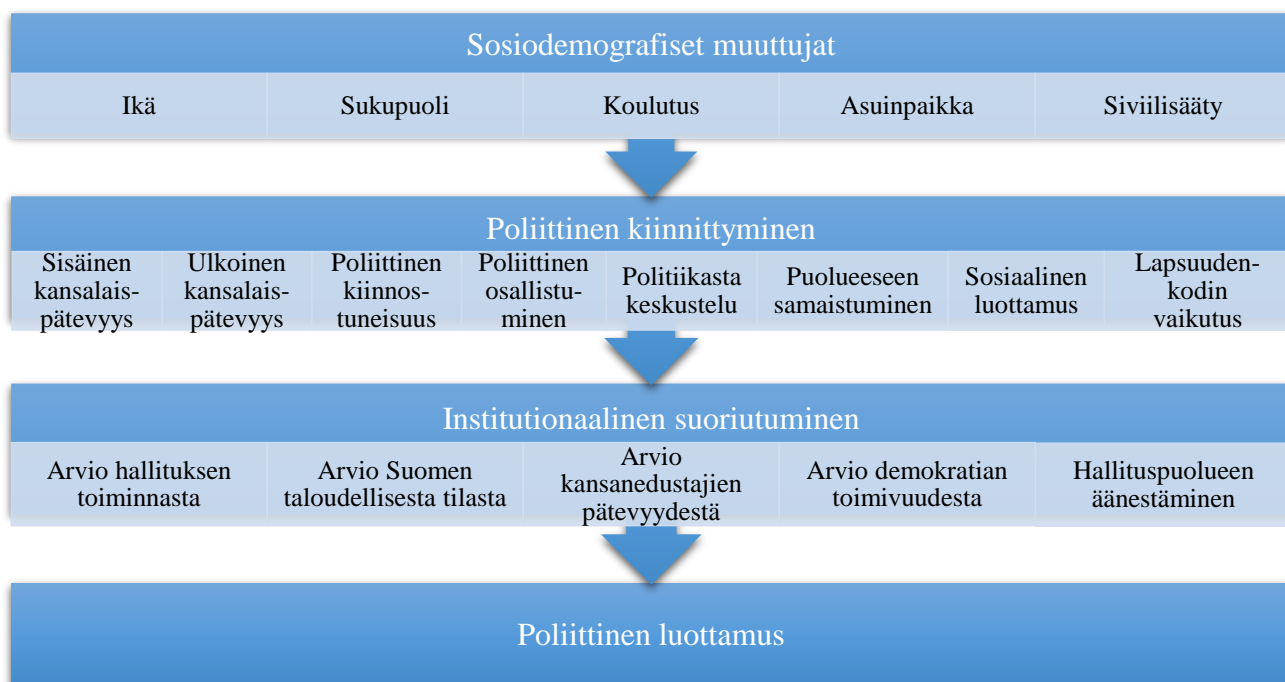 Sosiodemografiset muuttujat
Ikä
Sukupuoli
Koulutus
Asuinpaikka
Siviilisääty
Poliittinen kiinnittyminen
Sisäinen
kansalais-
pätevyys
Ulkoinen
kansalais-
pätevyys
Poliittinen
kiinnos-
tuneisuus
Poliittinen
osallistu-
minen
Politiikasta
keskustelu
Puolueeseen
samaistuminen
Sosiaalinen
luottamus
Lapsuuden-
kodin
vaikutus
Institutionaalinen suoriutuminen
Arvio hallituksen
toiminnasta
Arvio Suomen
taloudellisesta tilasta
Arvio
kansanedustajien
pätevyydestä
Arvio demokratian
toimivuudesta
Hallituspuolueen
äänestäminen
Poliittinen luottamus